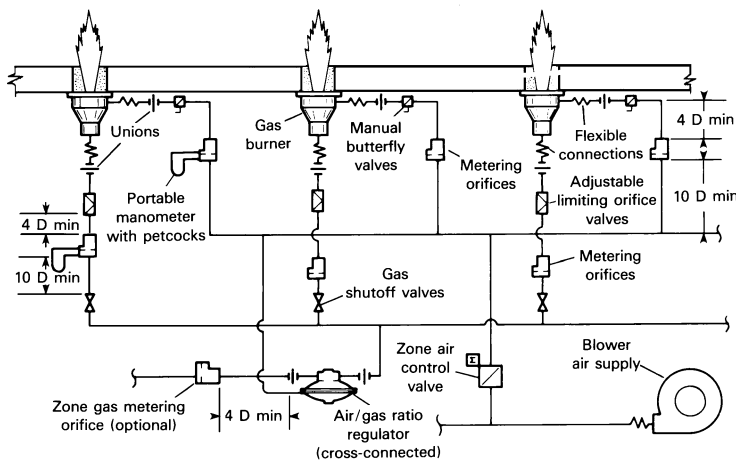 Unions
Gas
burner
Manual
butterfly
valves
Flexible
connections
4 D min
Portable
manometer
with petcocks
Metering
orifices
Adjustable
limiting orifice
valves
10 D min
4 D min
10 D min
Gas
shutoff valves
Metering
orifices
Zone air
control
valve
Blower
air supply
Zone gas metering
orifice (optional)
4 D min
Air/gas ratio
regulator
(cross-connected)